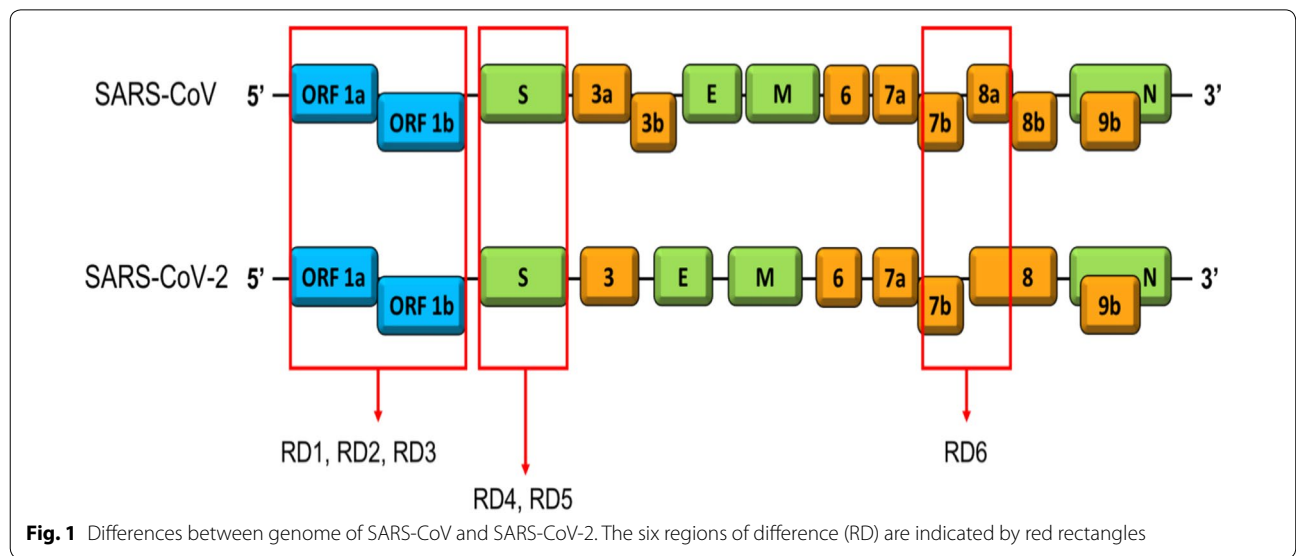 SARS-CoV 5’ ORF 1a ORF 1b S 3a 3b E M 6 7a 7b 8a 8b 9b N 3’
SARS-CoV-2 5’ ORF 1a ORF 1b S 3 E M 6 7a 7b 8 9b N 3’
RD1, RD2, RD3
RD6
RD4, RD5
Fig. 1 Differences between genome of SARS-CoV and SARS-CoV-2. The six regions of difference (RD) are indicated by red rectangles